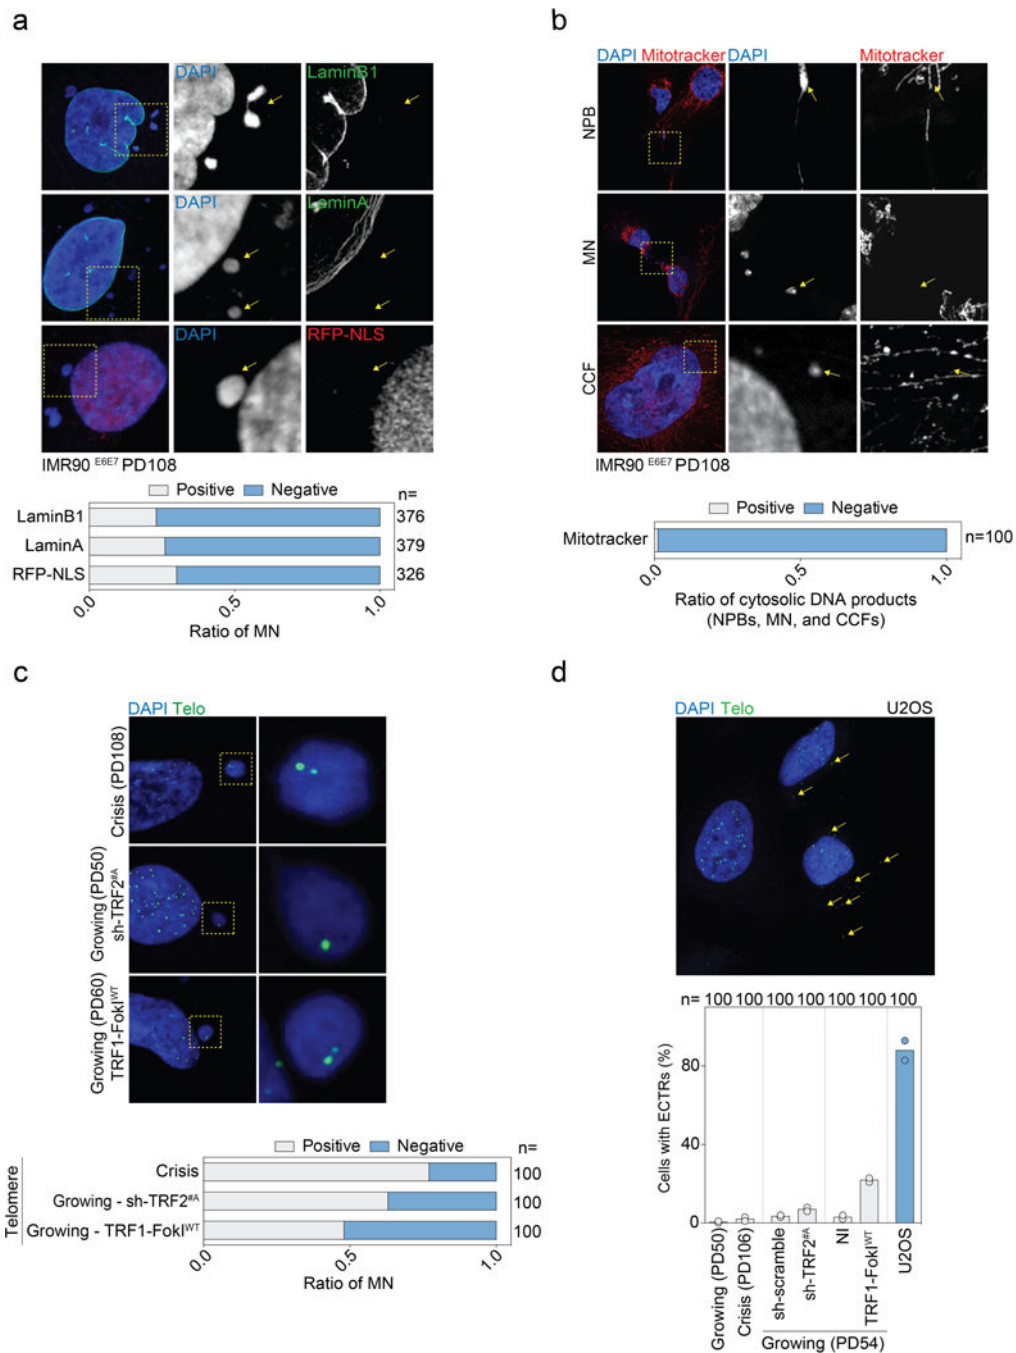 a
DAPI LaminB1
DAPI LaminA
DAPI RFP-NLS
IMR90 E6E7 PD108
Positive Negative n=
LaminB1 376
LaminA 379
RFP-NLS 326
0.0 0.5 1.0
Ratio of MN
b
DAPI Mitotracker DAPI Mitotracker
NPB
MN
CCF
IMR90 E6E7 PD108
Positive Negative
Mitotracker n=100
0.0 0.5 1.0
Ratio of cytosolic DNA products
(NPBs, MN, and CCFs)
c
DAPI Telo
Crisis (PD108)
Growing (PD50)
sh-TRF2#A
Growing (PD60)
TRF1-FokIWT
Positive Negative n=
Telomere
Crisis 100
Growing - sh-TRF2#A 100
Growing - TRF1-FokIWT 100
0.0 0.5 1.0
Ratio of MN
d
DAPI Telo U2OS
n= 100 100 100 100 100 100 100
Cells with ECTRs (%)
80
40
0
Growing (PD50)
Crisis (PD106)
sh-scramble
sh-TRF2#A
NI
TRF1-FokIWT
U2OS
Growing (PD54)